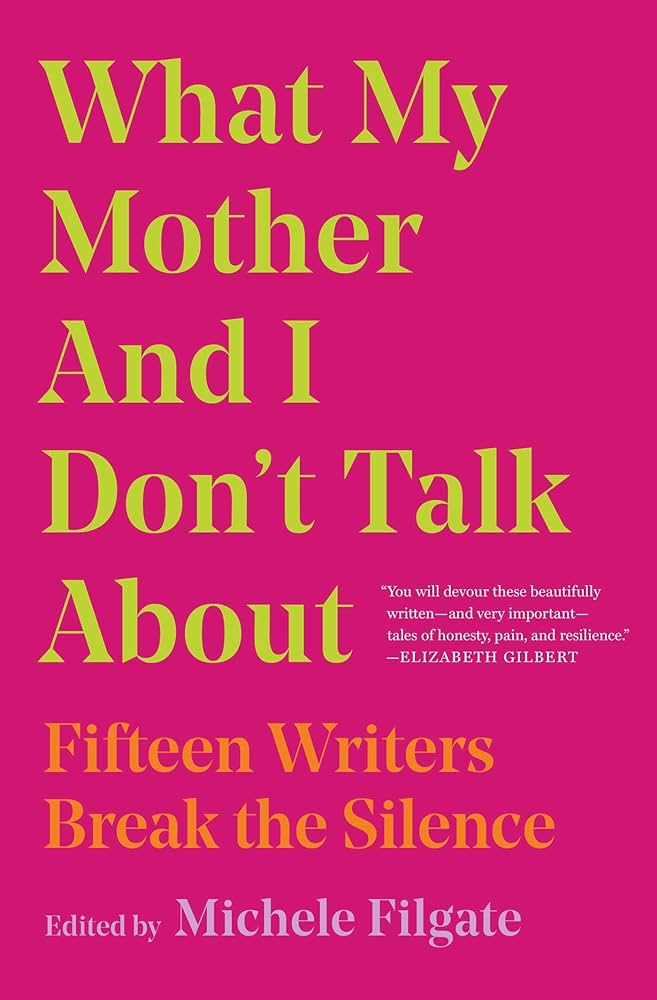 What My
Mother
And I
Don’t Talk
About
“You will devour these beautifully
written—and very important—
tales of honesty, pain, and resilience.”
—ELIZABETH GILBERT
Fifteen Writers
Break the Silence
Edited by Michele Filgate